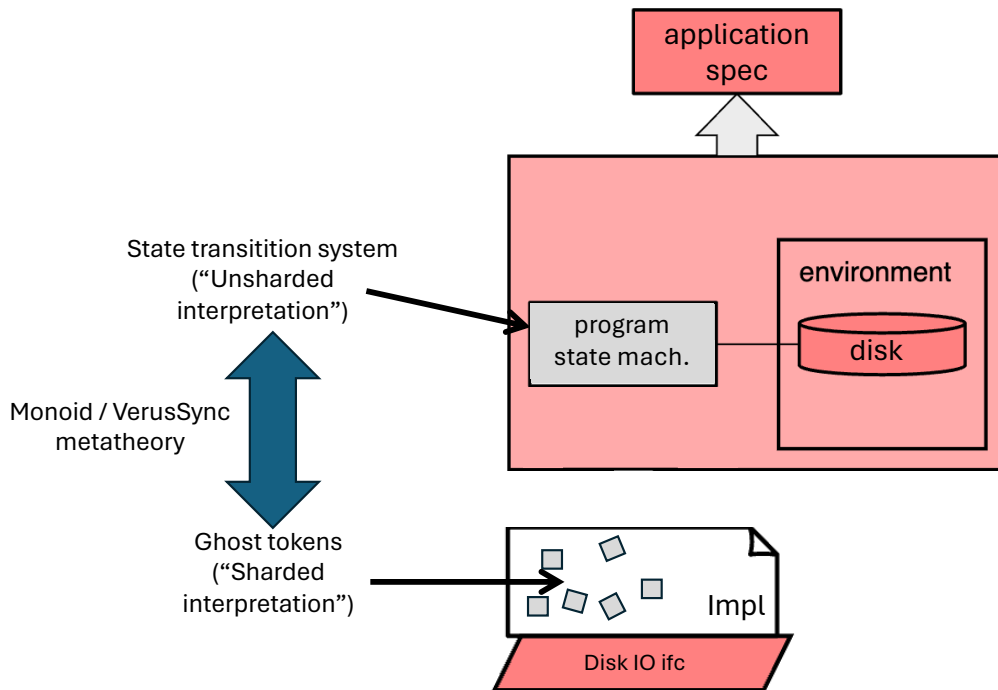 application
spec
State transitition system
(“Unsharded
interpretation”)
environment
program
state mach.
disk
Monoid / VerusSync
metatheory
Ghost tokens
(“Sharded
interpretation”)
Impl
Disk IO ifc